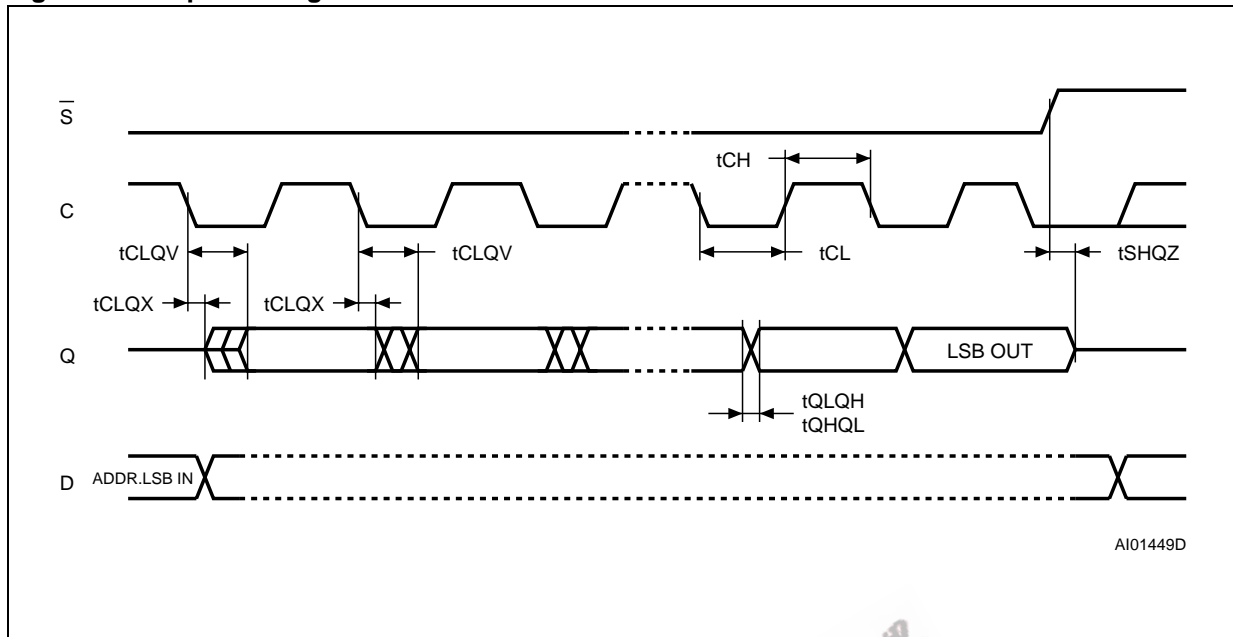 S
tCH
C
tCLQV
tCLQV
tCL
tSHQZ
tCLQX
tCLQX
Q
LSB OUT
tQLQH
tQHQL
D
ADDR.LSB IN
AI01449D